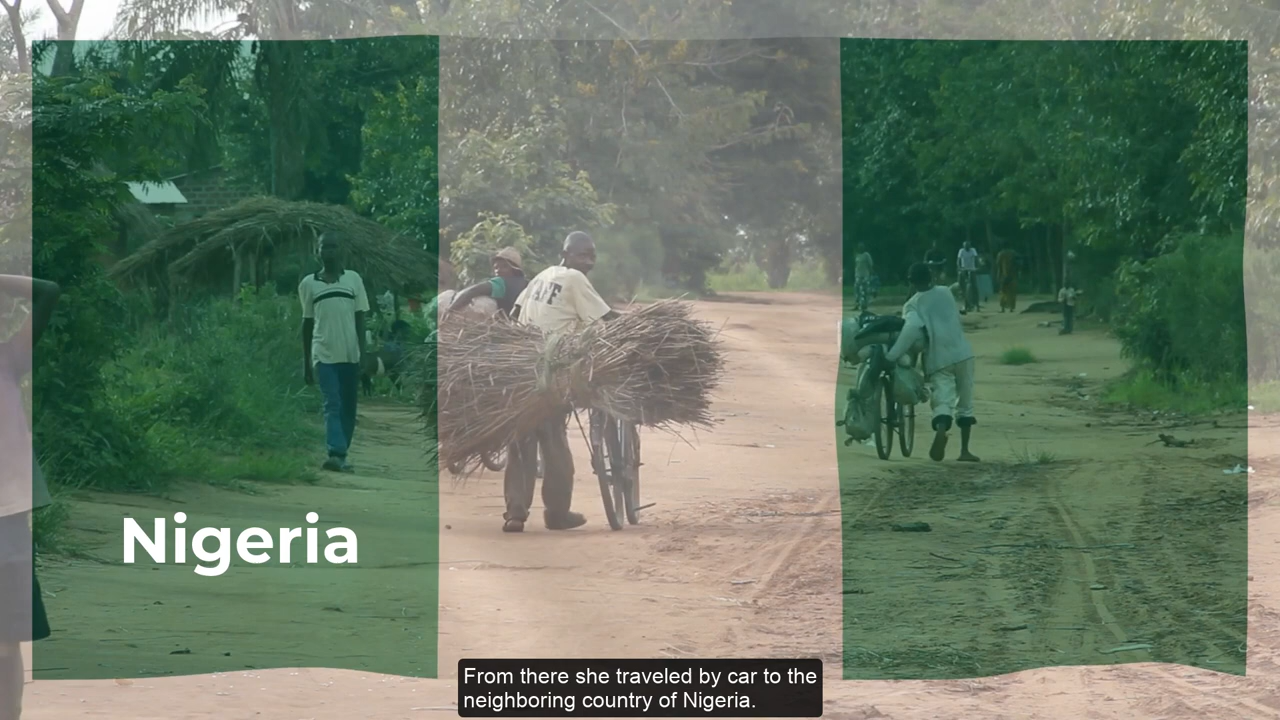 Nigeria
From there she traveled by car to the
neighboring country of Nigeria.